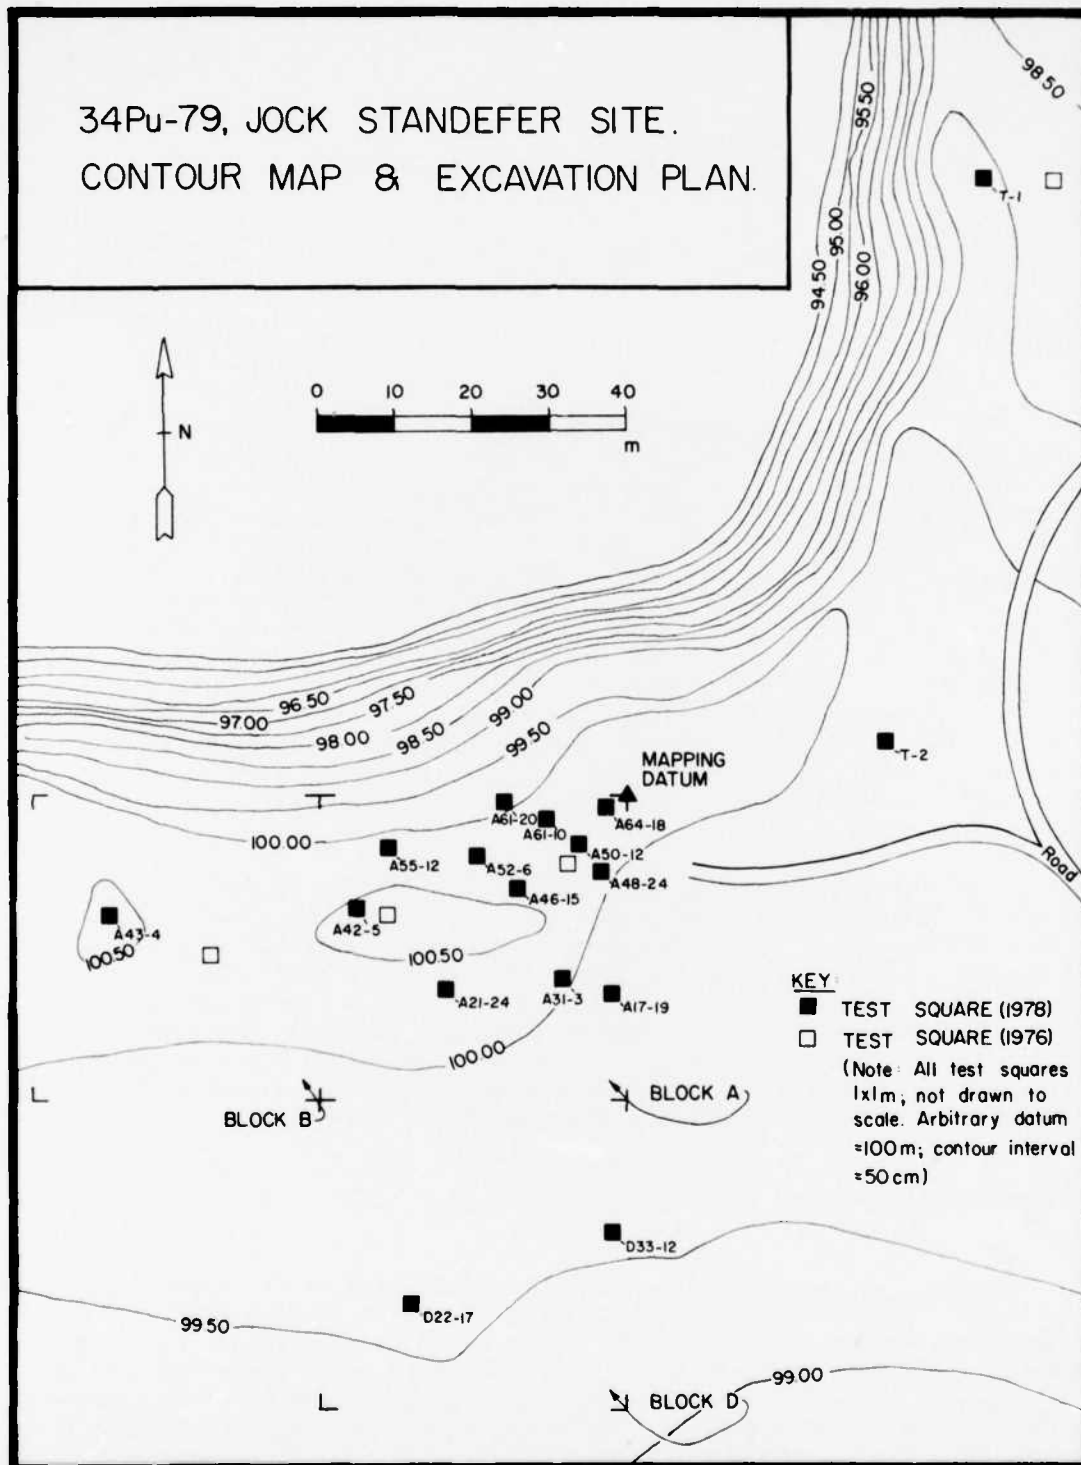 34Pu-79, JOCK STANDEFER SITE.
CONTOUR MAP & EXCAVATION PLAN.
98.50
95.50
T-1
95.00
94.50
96.00
0 10 20 30 40
m
N
96.50
97.00
97.50
98.00
98.50
99.00
99.50
T-2
MAPPING
DATUM
A61-20
A61-10
A64-18
100.00
A50-12
A55-12
A52-6
A48-24
Road
A46-15
A43-4
A42-5
100.50
100.50
A21-24
A31-3
A17-19
100.00
KEY:
TEST SQUARE (1978)
TEST SQUARE (1976)
(Note: All test squares
1x1m; not drawn to
scale. Arbitrary datum
=100m; contour interval
=50cm)
BLOCK B
BLOCK A
D33-12
D22-17
99.50
99.00
BLOCK D